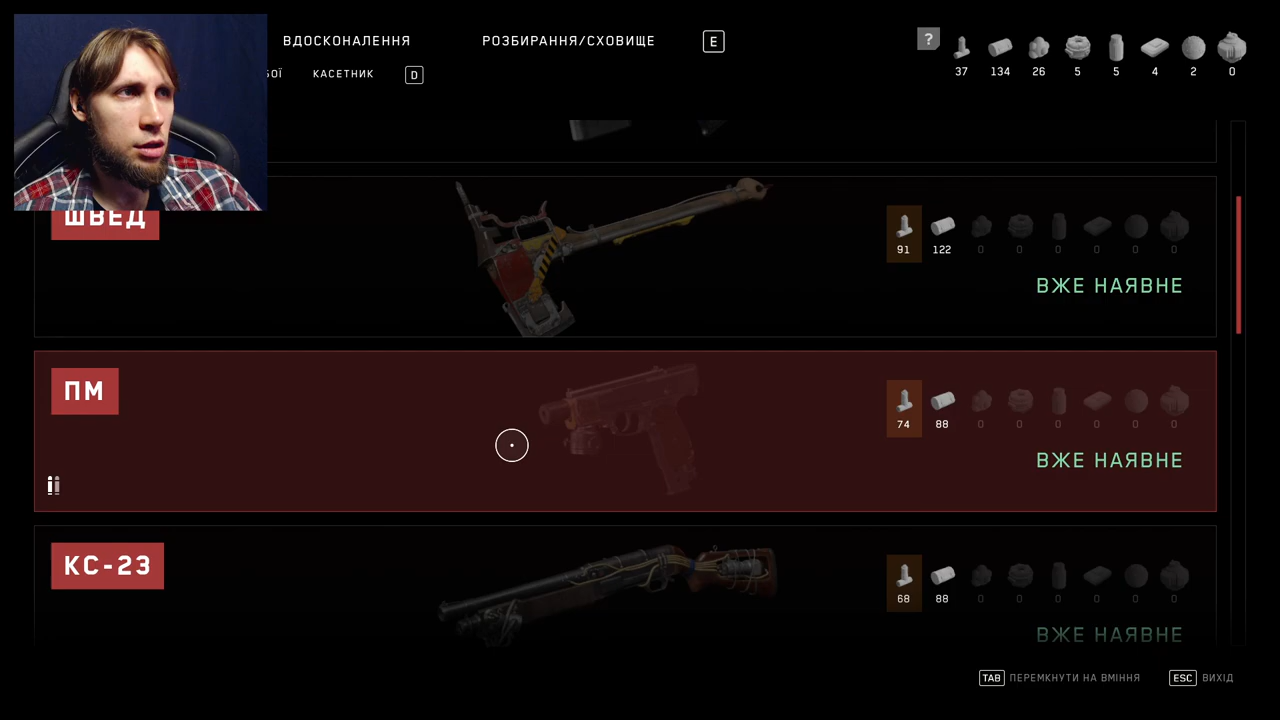 ВДОСКОНАЛЕННЯ РОЗБИРАННЯ/СХОВИЩЕ E
?
37 134 26 5 5 4 2 0
КАСЕТНИК D
ШВЕД
91 122 0 0 0 0 0 0
ВЖЕ НАЯВНЕ
ПМ
74 88 0 0 0 0 0 0
ВЖЕ НАЯВНЕ
КС-23
68 88 0 0 0 0 0 0
ВЖЕ НАЯВНЕ
TAB ПЕРЕМКНУТИ НА ВМІННЯ ESC ВИХІД